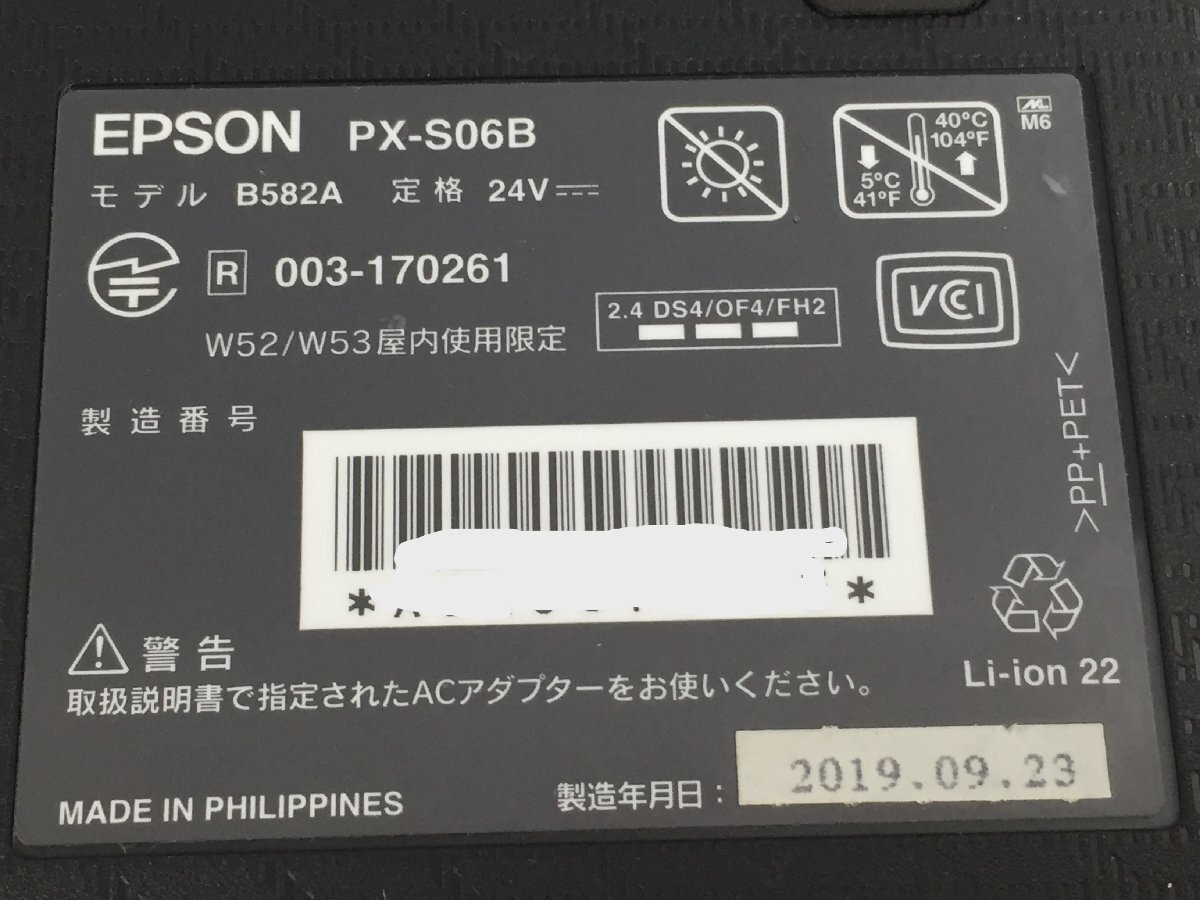 EPSON PX-S06B
モデル B582A 定格 24V
40°C
104°F
5°C
41°F
M6
R 003-170261
W52/W53屋内使用限定
2.4 DS4/OF4/FH2
VCCI
製造番号
>PP+PET<
警告
取扱説明書で指定されたACアダプターをお使いください。
Li-ion 22
MADE IN PHILIPPINES
製造年月日：2019.09.23